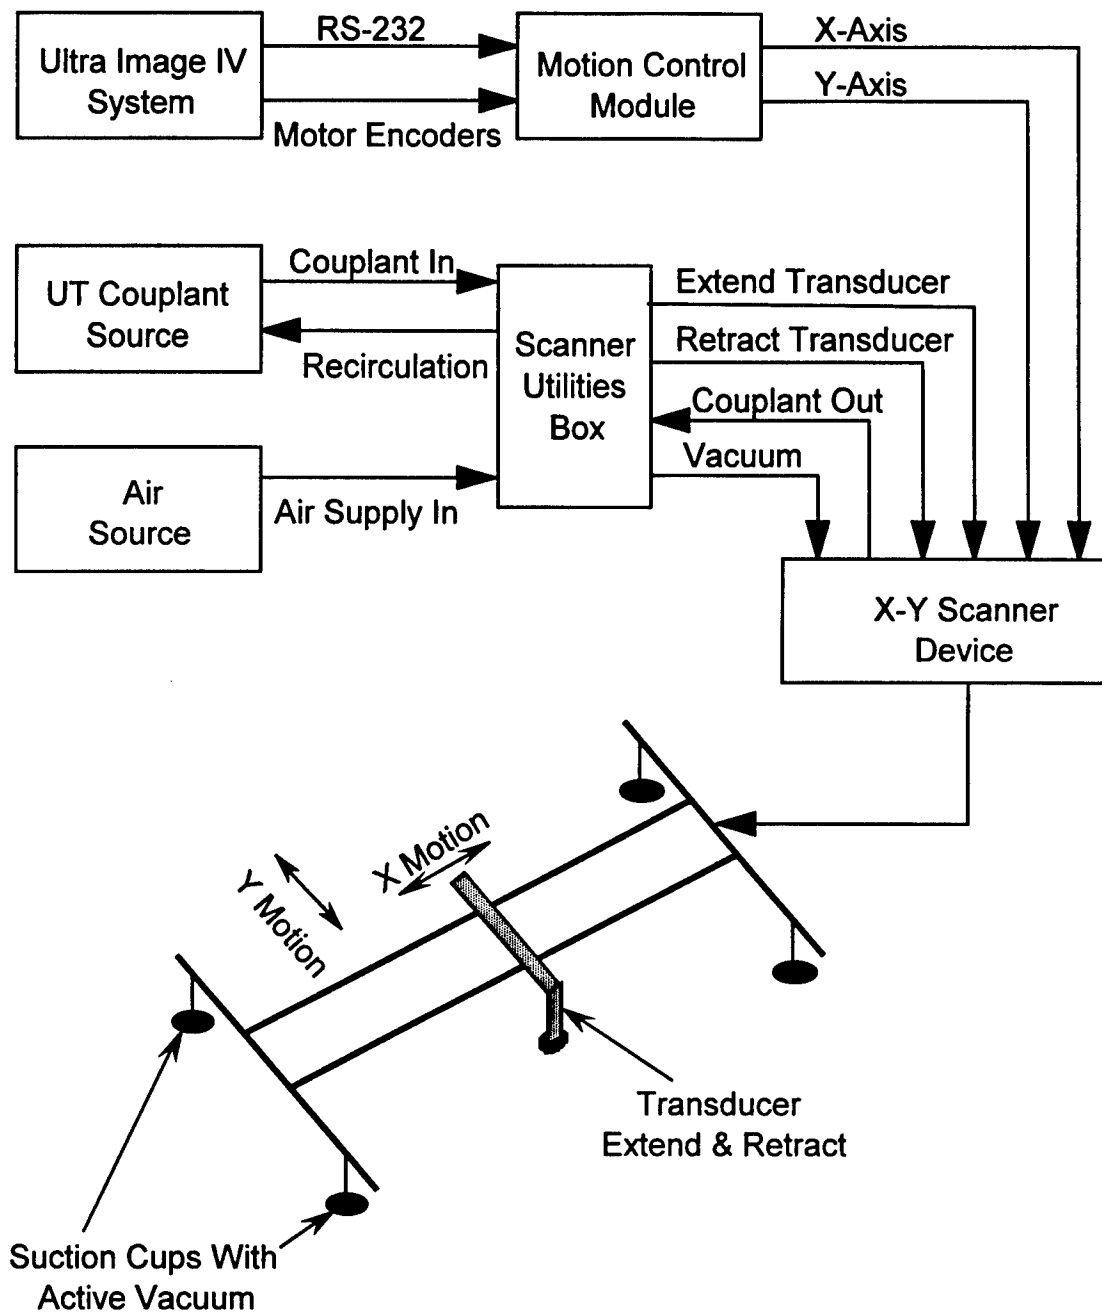 Ultra Image IV
System
RS-232
Motor Encoders
Motion Control
Module
X-Axis
Y-Axis
UT Couplant
Source
Couplant In
Recirculation
Scanner
Utilities
Box
Extend Transducer
Retract Transducer
Couplant Out
Vacuum
Air
Source
Air Supply In
X-Y Scanner
Device
X Motion
Y Motion
Transducer
Extend & Retract
Suction Cups With
Active Vacuum